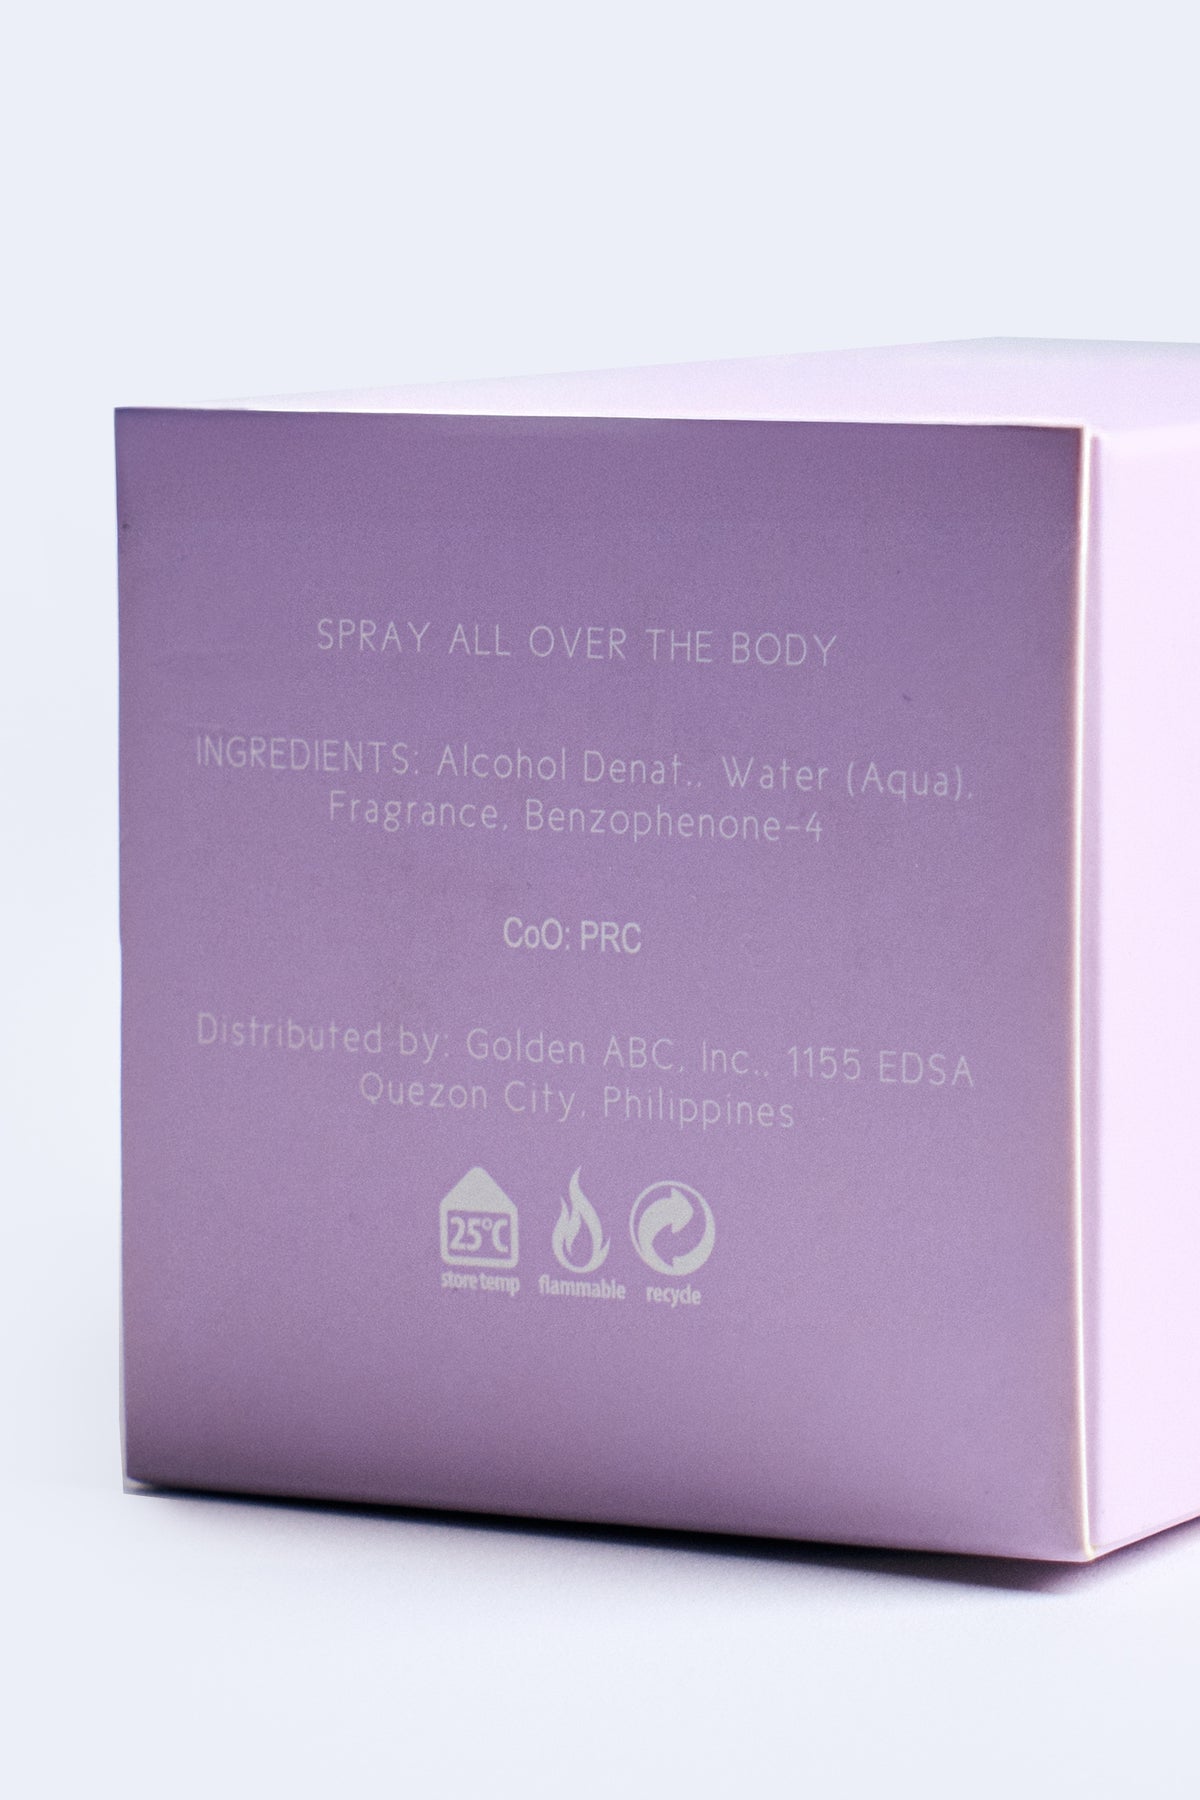 SPRAY ALL OVER THE BODY
INGREDIENTS: Alcohol Denat., Water (Aqua),
Fragrance, Benzophenone-4
CoO: PRC
Distributed by: Golden ABC, Inc., 1155 EDSA
Quezon City, Philippines
25°C
store temp flammable recycle